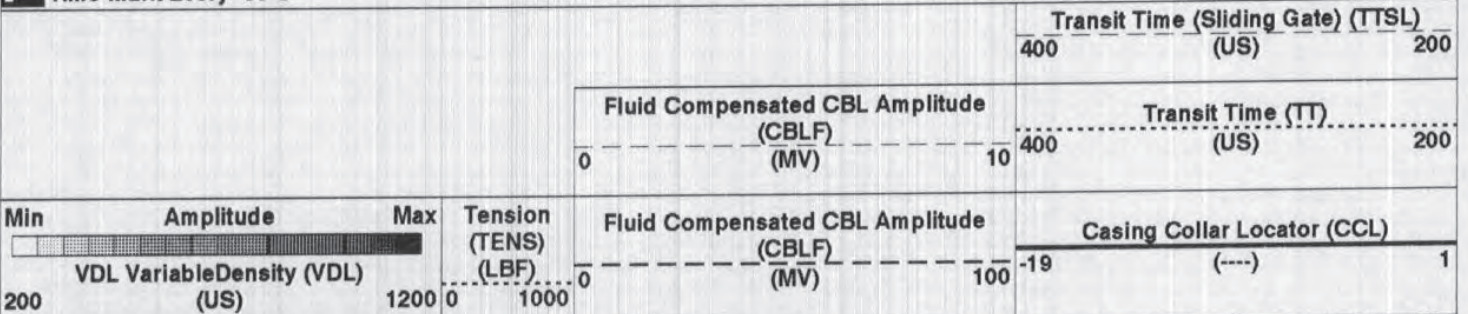 Transit Time (Sliding Gate) (TTSL)
400 (US) 200
Fluid Compensated CBL Amplitude
(CBLF)
0 (MV) 10
Transit Time (TT)
400 (US) 200
Min Amplitude Max
VDL VariableDensity (VDL)
200 (US) 1200
Tension
(TENS)
(LBF)
0 1000
Fluid Compensated CBL Amplitude
(CBLF)
0 (MV) 100
Casing Collar Locator (CCL)
-19 (----) 1